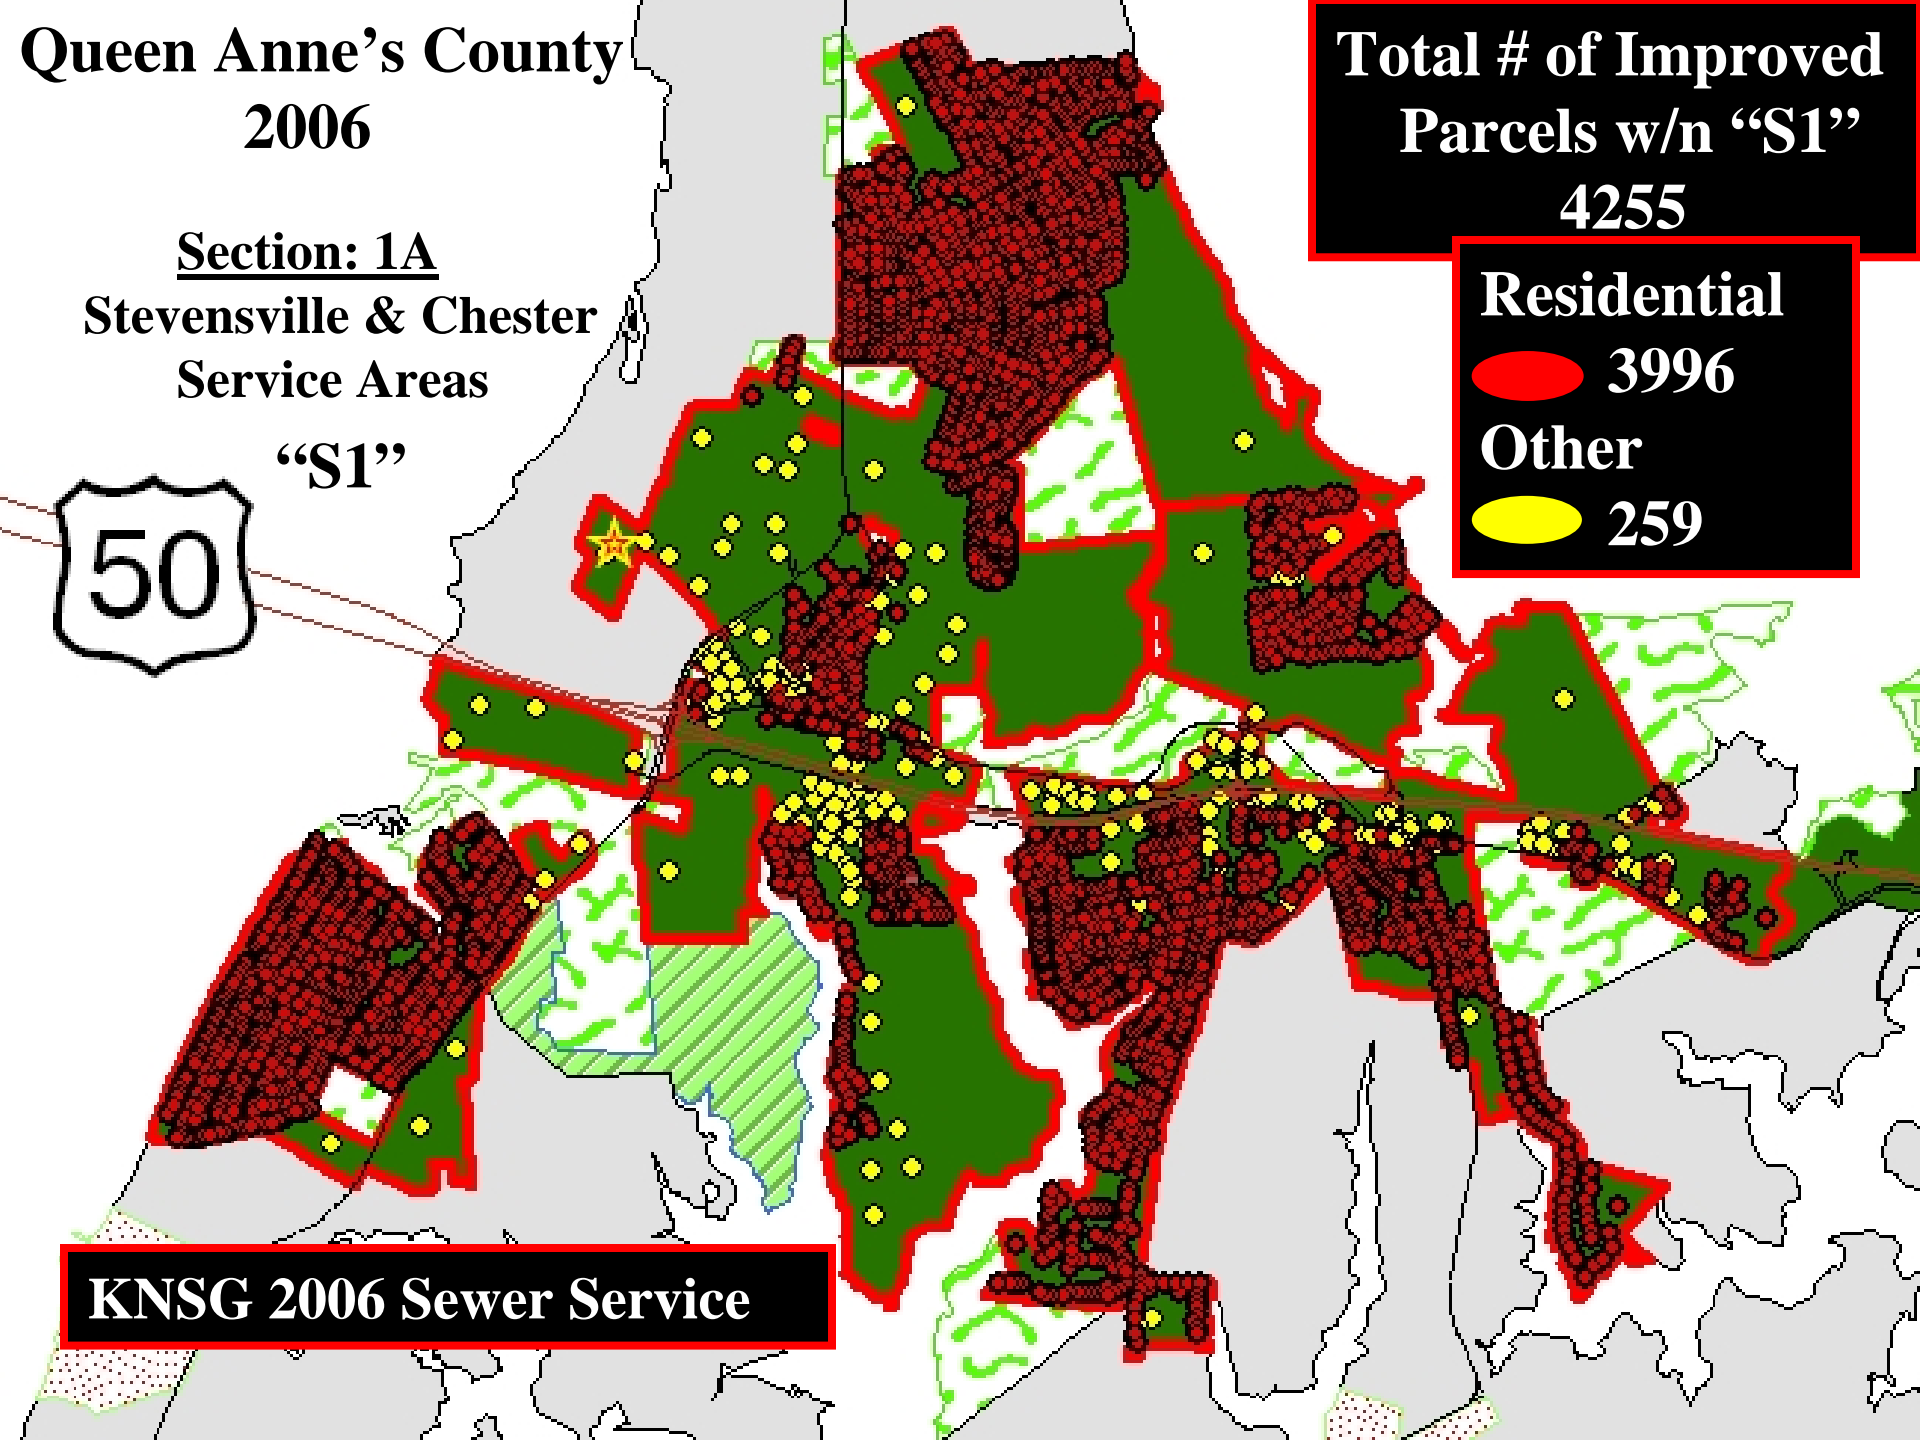 Queen Anne’s County
2006
Section: 1A
Stevensville & Chester
Service Areas
“S1”
50
Total # of Improved
Parcels w/n “S1”
4255
Residential
3996
Other
259
KNSG 2006 Sewer Service